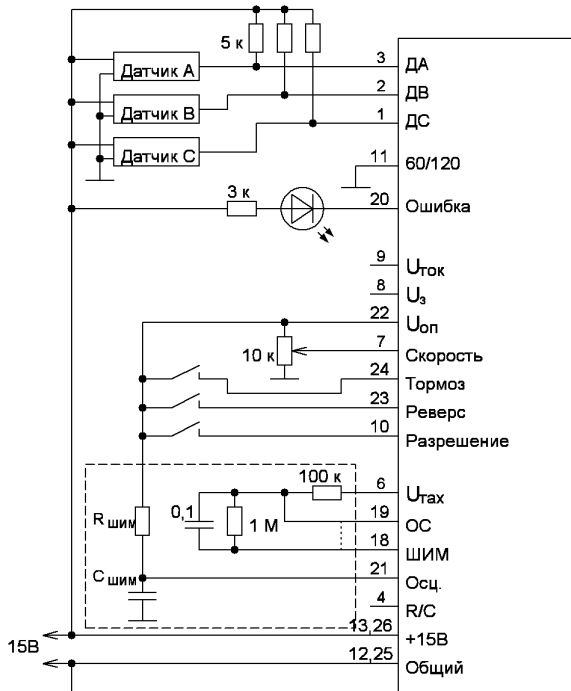 5 к
Датчик А
3 ДА
Датчик В
2 ДВ
Датчик С
1 ДС
11 60/120
3 к
20 Ошибка
9 Uток
8 Uз
22 Uоп
10 к
7 Скорость
24 Тормоз
23 Реверс
10 Разрешение
100 к
6 Uтах
R шим
0,1
1 М
19 ОС
18 ШИМ
C шим
21 Осц.
4 R/C
15В
13,26 +15В
12,25 Общий